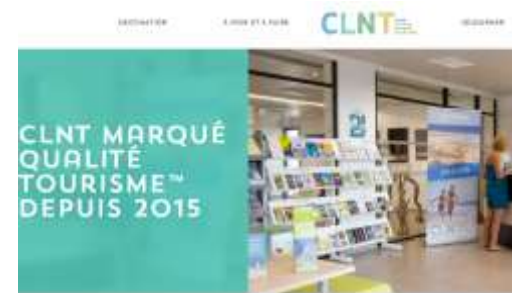 DESTINATION
À VOIR ET À FAIRE
CLNT
SÉJOURNER
CLNT MARQUÉ
QUALITÉ
TOURISME™
DEPUIS 2015